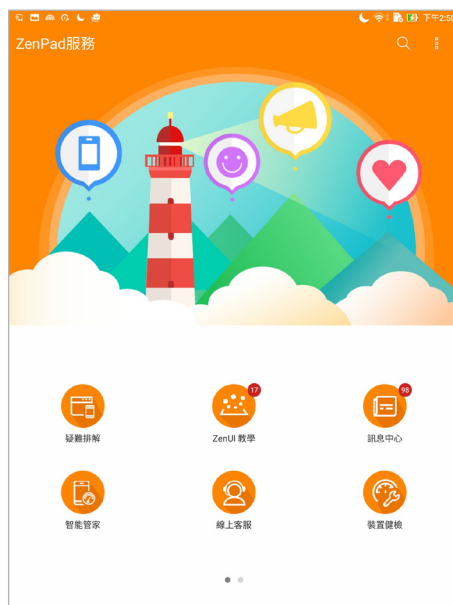 下午2:50
ZenPad服務
17
98
疑難排解
ZenUI 教學
訊息中心
智能管家
線上客服
裝置健檢